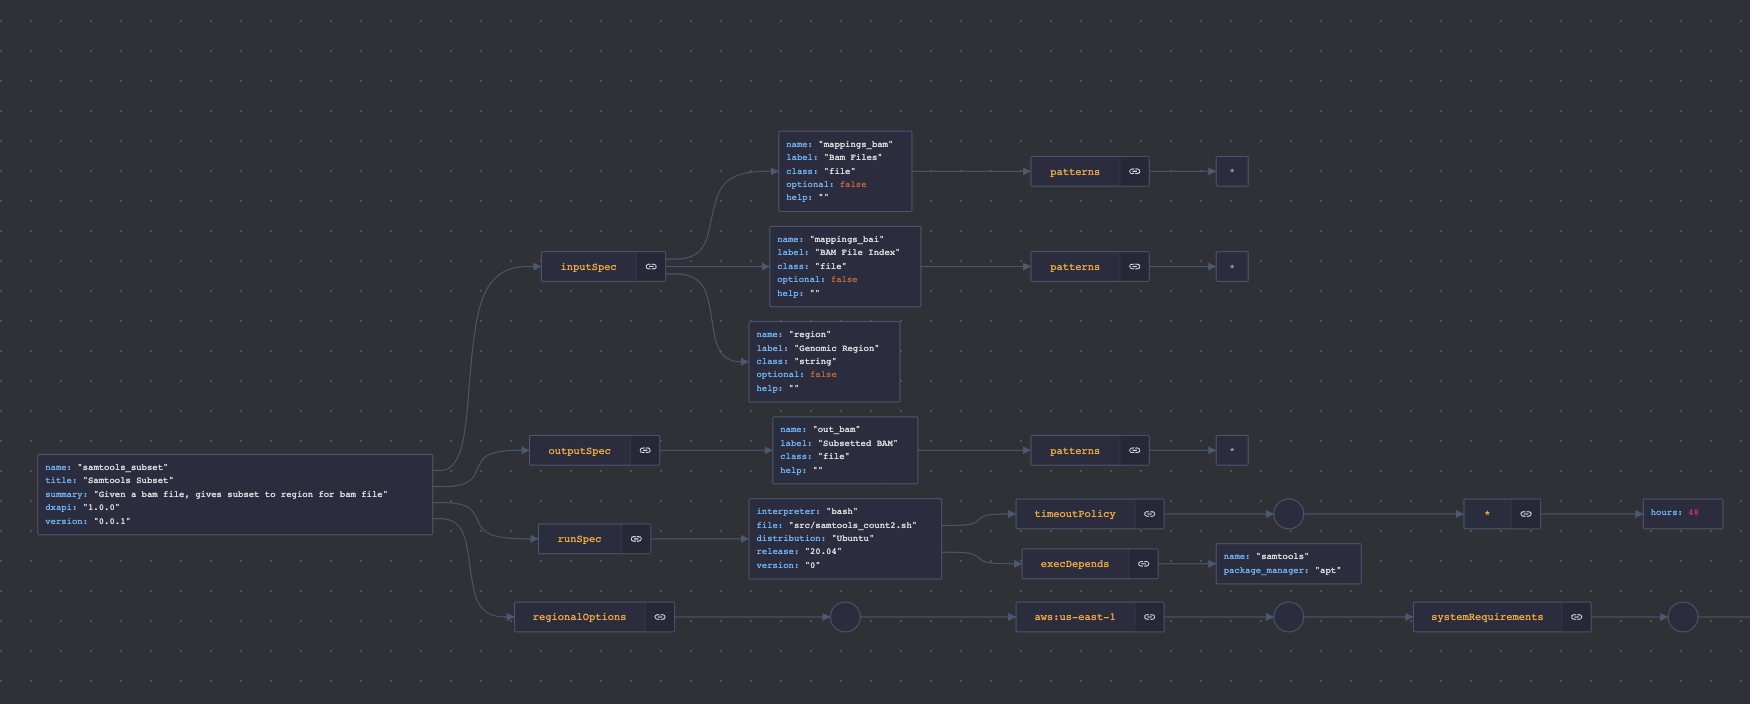 name: "mappings_bam"
label: "Bam Files"
class: "file"
optional: false
help: ""
patterns
*
inputSpec
name: "mappings_bai"
label: "BAM File Index"
class: "file"
optional: false
help: ""
patterns
*
name: "region"
label: "Genomic Region"
class: "string"
optional: false
help: ""
name: "samtools_subset"
title: "Samtools Subset"
summary: "Given a bam file, gives subset to region for bam file"
dxapi: "1.0.0"
version: "0.0.1"
outputSpec
name: "out_bam"
label: "Subsetted BAM"
class: "file"
help: ""
patterns
*
runSpec
interpreter: "bash"
file: "src/samtools_count2.sh"
distribution: "Ubuntu"
release: "20.04"
version: "0"
timeoutPolicy
*
hours: 48
execDepends
name: "samtools"
package_manager: "apt"
regionalOptions
aws:us-east-1
systemRequirements